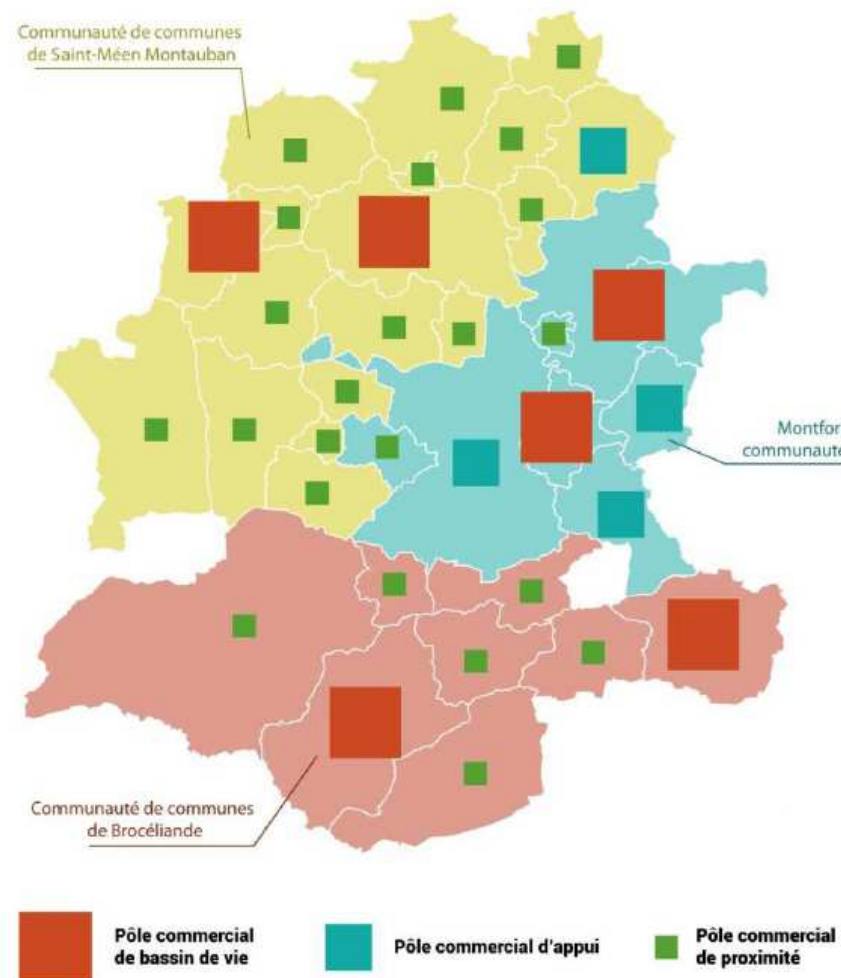 Communauté de communes
de Saint-Méen Montauban
Montfor
communauté
Communauté de communes
de Brocéliande
Pôle commercial
de bassin de vie
Pôle commercial d'appui
Pôle commercial
de proximité